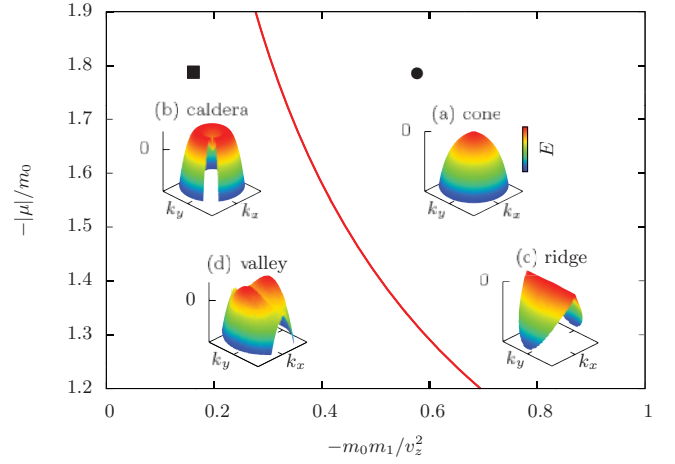 1.9
1.8
1.7
1.6
1.5
1.4
1.3
1.2
−|μ|/m₀
(b) caldera
0
k_y
k_x
(a) cone
0
E
k_y
k_x
(d) valley
0
k_y
k_x
(c) ridge
0
k_y
k_x
0 0.2 0.4 0.6 0.8 1
−m₀m₁/v_z²